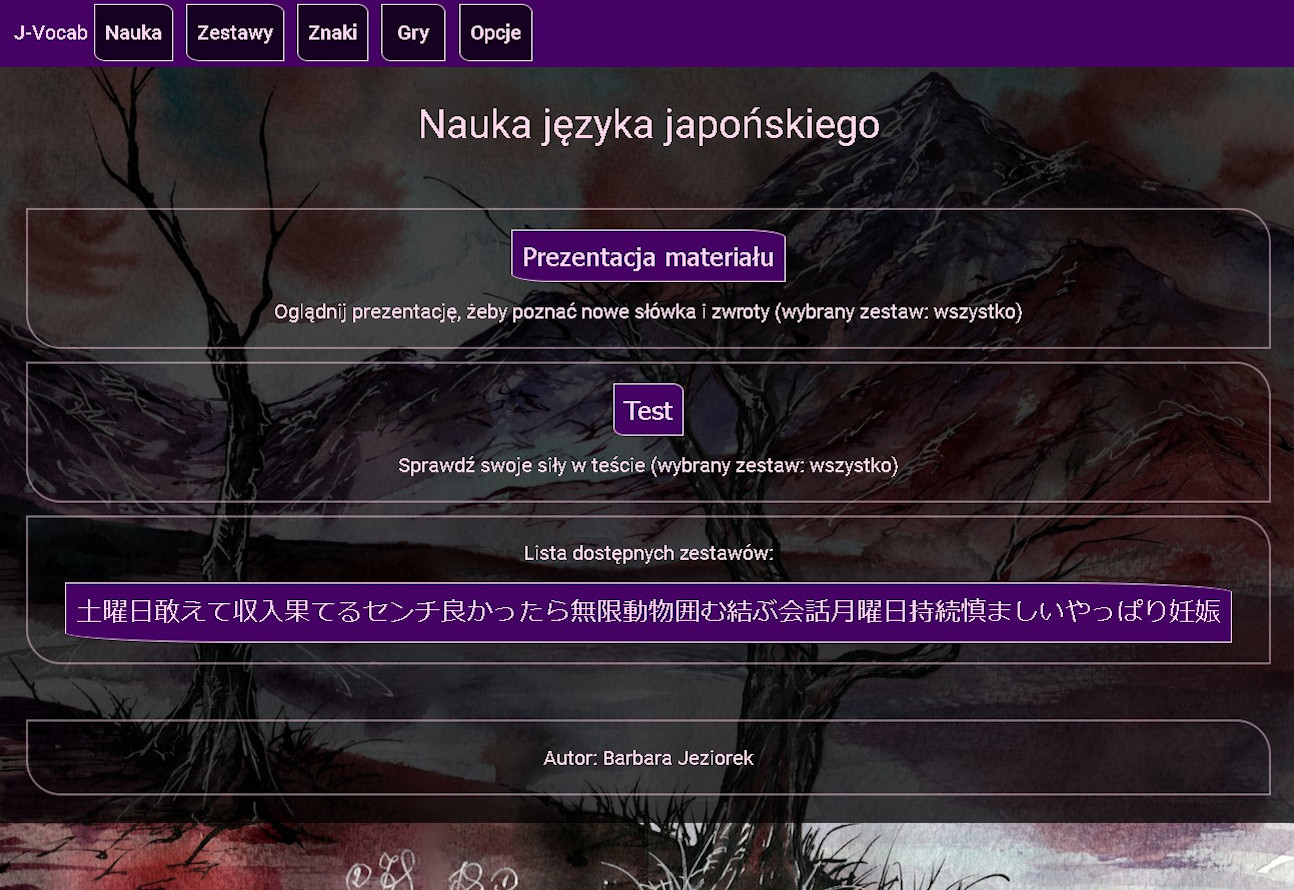 J-Vocab Nauka Zestawy Znaki Gry Opcje
Nauka języka japońskiego
Prezentacja materiału
Oglądnij prezentację, żeby poznać nowe słówka i zwroty (wybrany zestaw: wszystko)
Test
Sprawdź swoje siły w teście (wybrany zestaw: wszystko)
Lista dostępnych zestawów:
土曜日敢えて収入果てるセンチ良かったら無限動物囲む結ぶ会話月曜日持続慎ましいやっぱり妊娠
Autor: Barbara Jeziorek